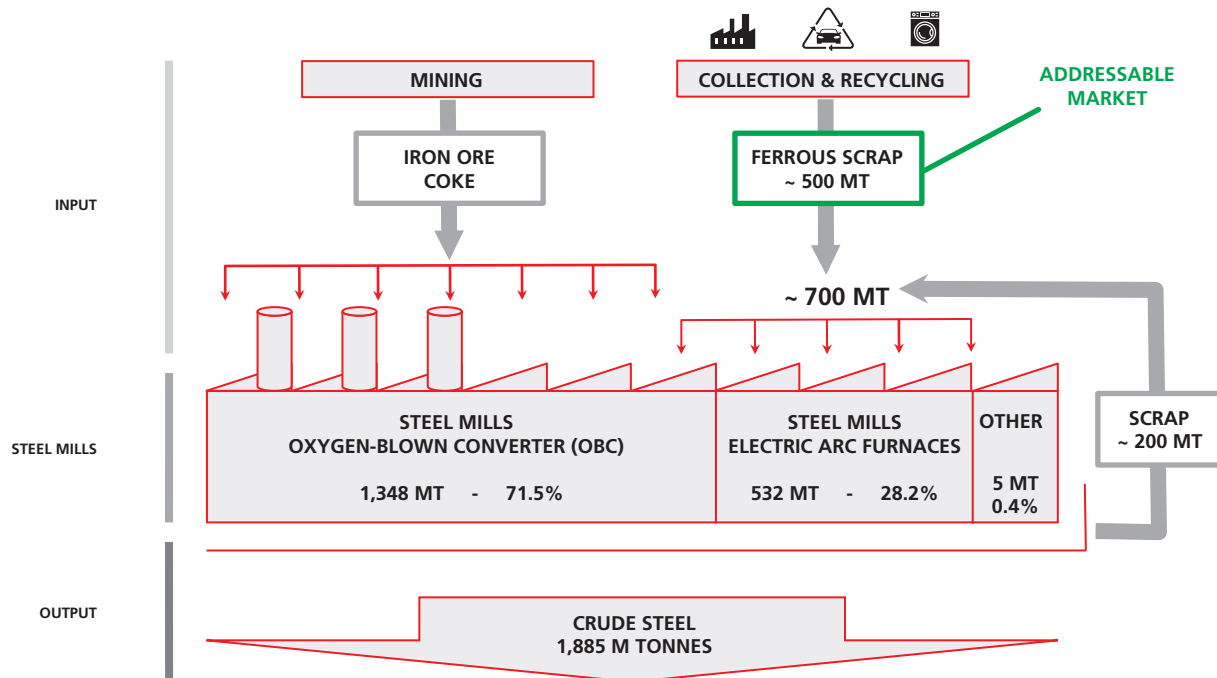 MINING
COLLECTION & RECYCLING
ADDRESSABLE
MARKET
IRON ORE
COKE
FERROUS SCRAP
~ 500 MT
INPUT
~ 700 MT
STEEL MILLS
STEEL MILLS
OXYGEN-BLOWN CONVERTER (OBC)
1,348 MT - 71.5%
STEEL MILLS
ELECTRIC ARC FURNACES
532 MT - 28.2%
OTHER
5 MT
0.4%
SCRAP
~ 200 MT
OUTPUT
CRUDE STEEL
1,885 M TONNES